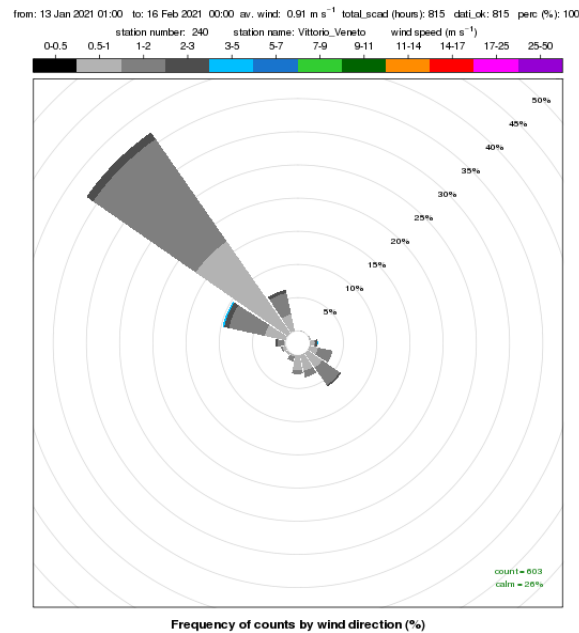 from: 13 Jan 2021 01:00 to: 16 Feb 2021 00:00 av. wind: 0.91 m s⁻¹ total_scad (hours): 815 dati_ok: 815 perc (%): 100
station number: 240 station name: Vittorio_Veneto wind speed (m s⁻¹)
0-0.5 0.5-1 1-2 2-3 3-5 5-7 7-9 9-11 11-14 14-17 17-25 25-50
50%
45%
40%
35%
30%
25%
20%
15%
10%
5%
count = 603
calm = 26%
Frequency of counts by wind direction (%)